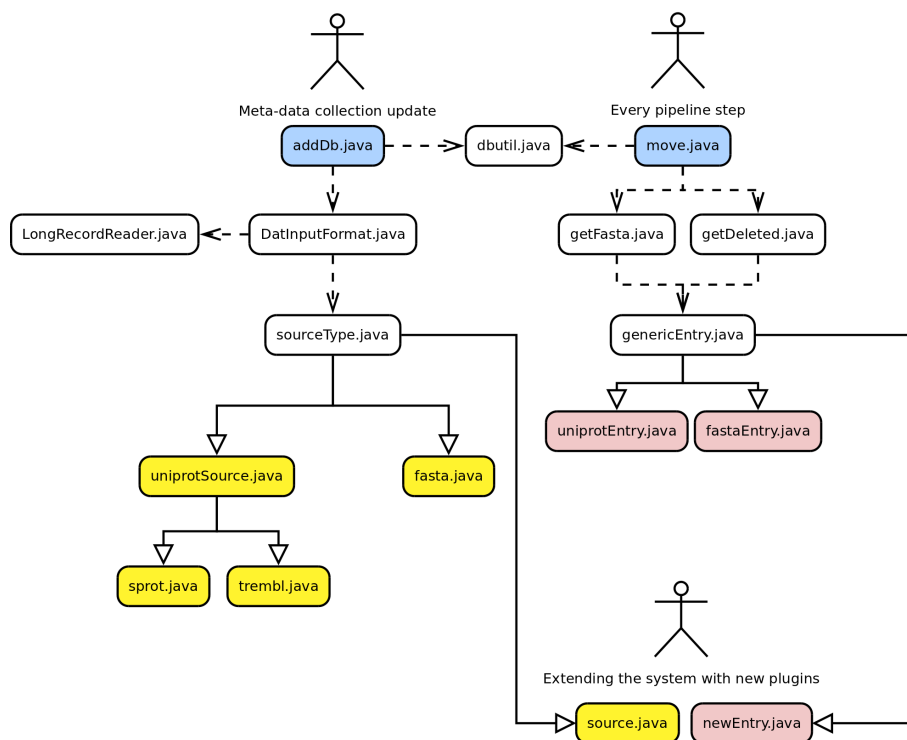 Meta-data collection update
Every pipeline step
addDb.java
dbutil.java
move.java
LongRecordReader.java
DatInputFormat.java
getFasta.java
getDeleted.java
sourceType.java
genericEntry.java
uniprotEntry.java
fastaEntry.java
uniprotSource.java
fasta.java
sprot.java
trembl.java
Extending the system with new plugins
source.java
newEntry.java